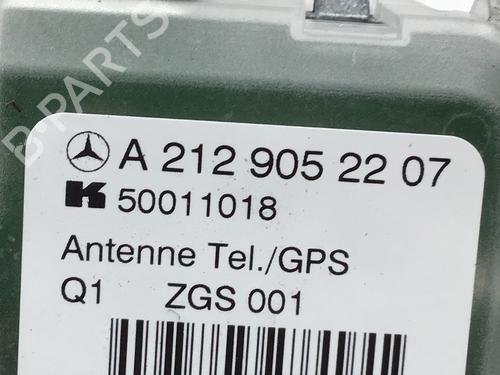 B-PARTS
A 212 905 22 07
K 50011018
Antenne Tel./GPS
Q1 ZGS 001